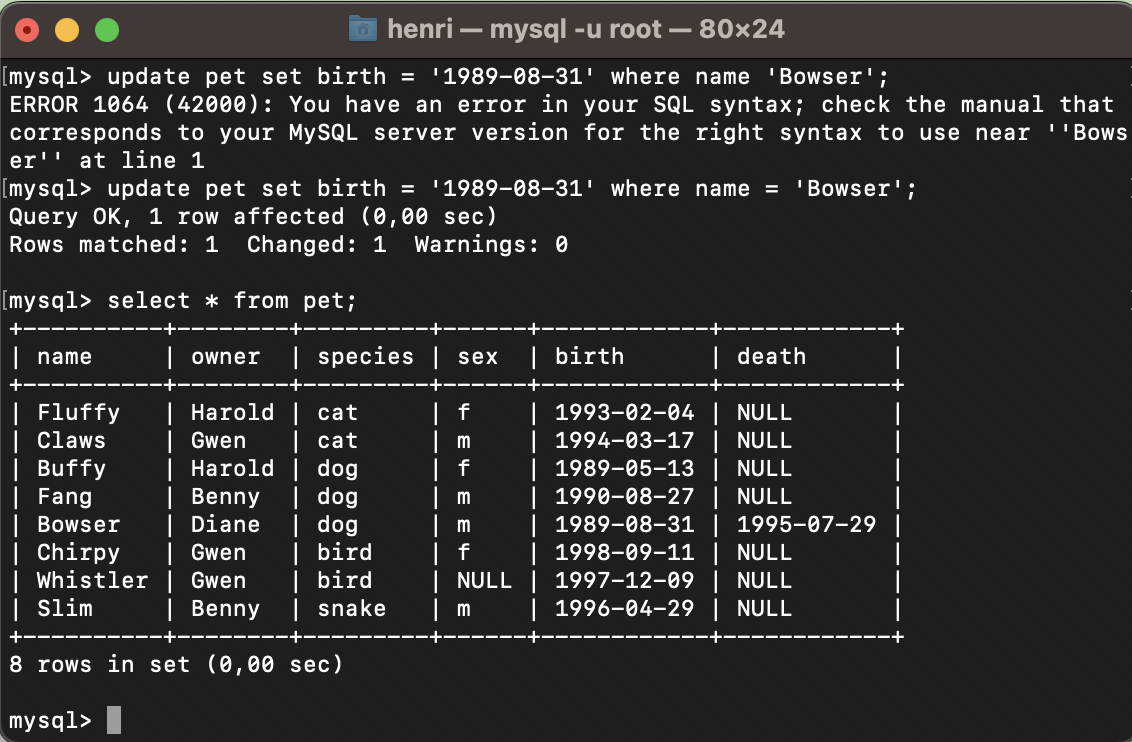 henri — mysql -u root — 80×24
mysql> update pet set birth = '1989-08-31' where name 'Bowser';
ERROR 1064 (42000): You have an error in your SQL syntax; check the manual that
corresponds to your MySQL server version for the right syntax to use near ''Bows
er'' at line 1
mysql> update pet set birth = '1989-08-31' where name = 'Bowser';
Query OK, 1 row affected (0,00 sec)
Rows matched: 1  Changed: 1  Warnings: 0
mysql> select * from pet;
+----------+--------+---------+------+------------+------------+
| name     | owner  | species | sex  | birth      | death      |
+----------+--------+---------+------+------------+------------+
| Fluffy   | Harold | cat     | f    | 1993-02-04 | NULL       |
| Claws    | Gwen   | cat     | m    | 1994-03-17 | NULL       |
| Buffy    | Harold | dog     | f    | 1989-05-13 | NULL       |
| Fang     | Benny  | dog     | m    | 1990-08-27 | NULL       |
| Bowser   | Diane  | dog     | m    | 1989-08-31 | 1995-07-29 |
| Chirpy   | Gwen   | bird    | f    | 1998-09-11 | NULL       |
| Whistler | Gwen   | bird    | NULL | 1997-12-09 | NULL       |
| Slim     | Benny  | snake   | m    | 1996-04-29 | NULL       |
+----------+--------+---------+------+------------+------------+
8 rows in set (0,00 sec)
mysql>